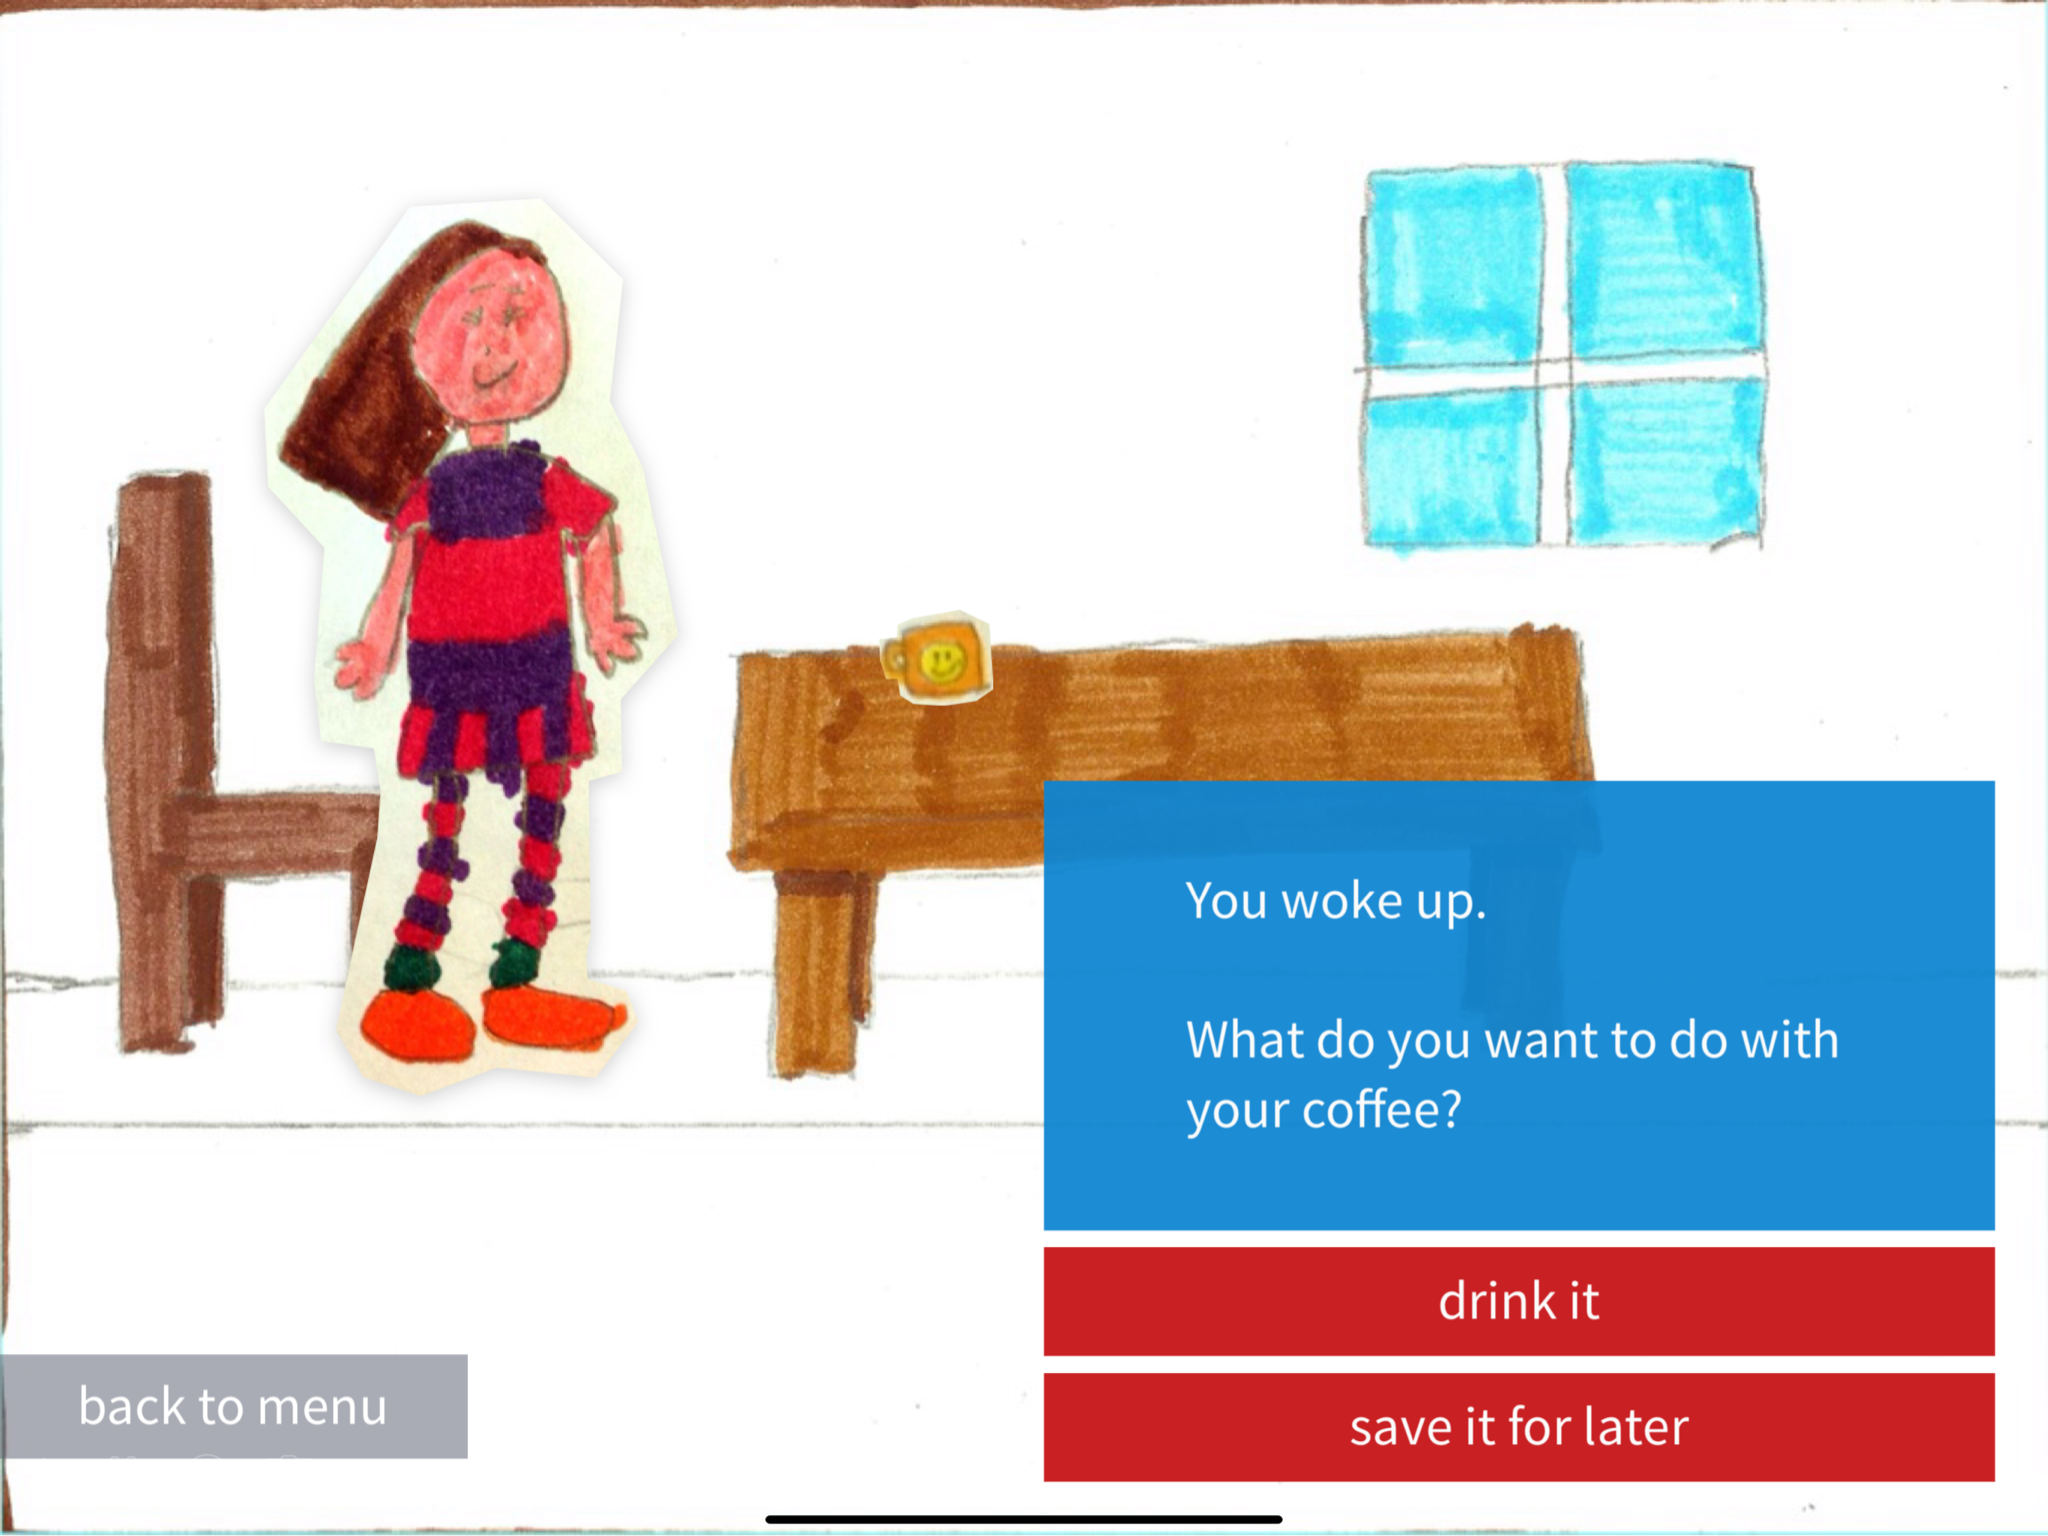 You woke up.
What do you want to do with
your coffee?
drink it
save it for later
back to menu